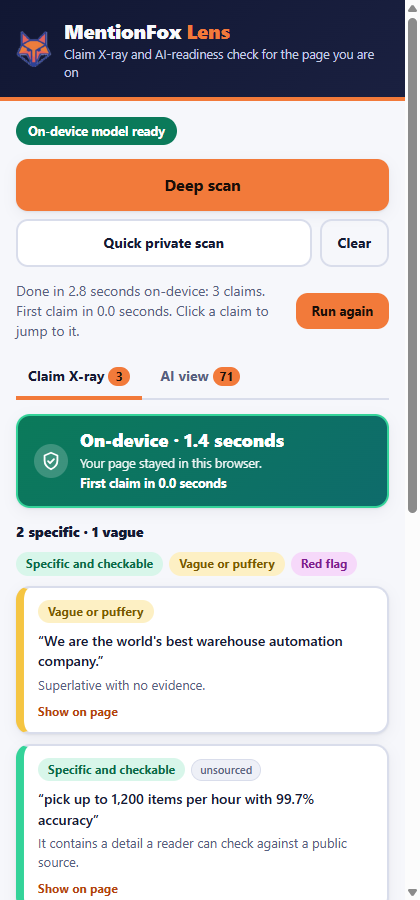 MentionFox Lens
Claim X-ray and AI-readiness check for the page you are
on
On-device model ready
Deep scan
Quick private scan
Clear
Done in 2.8 seconds on-device: 3 claims.
First claim in 0.0 seconds. Click a claim to
jump to it.
Run again
Claim X-ray 3
AI view 71
On-device · 1.4 seconds
Your page stayed in this browser.
First claim in 0.0 seconds
2 specific · 1 vague
Specific and checkable
Vague or puffery
Red flag
Vague or puffery
“We are the world's best warehouse automation
company.”
Superlative with no evidence.
Show on page
Specific and checkable
unsourced
“pick up to 1,200 items per hour with 99.7%
accuracy”
It contains a detail a reader can check against a public
source.
Show on page